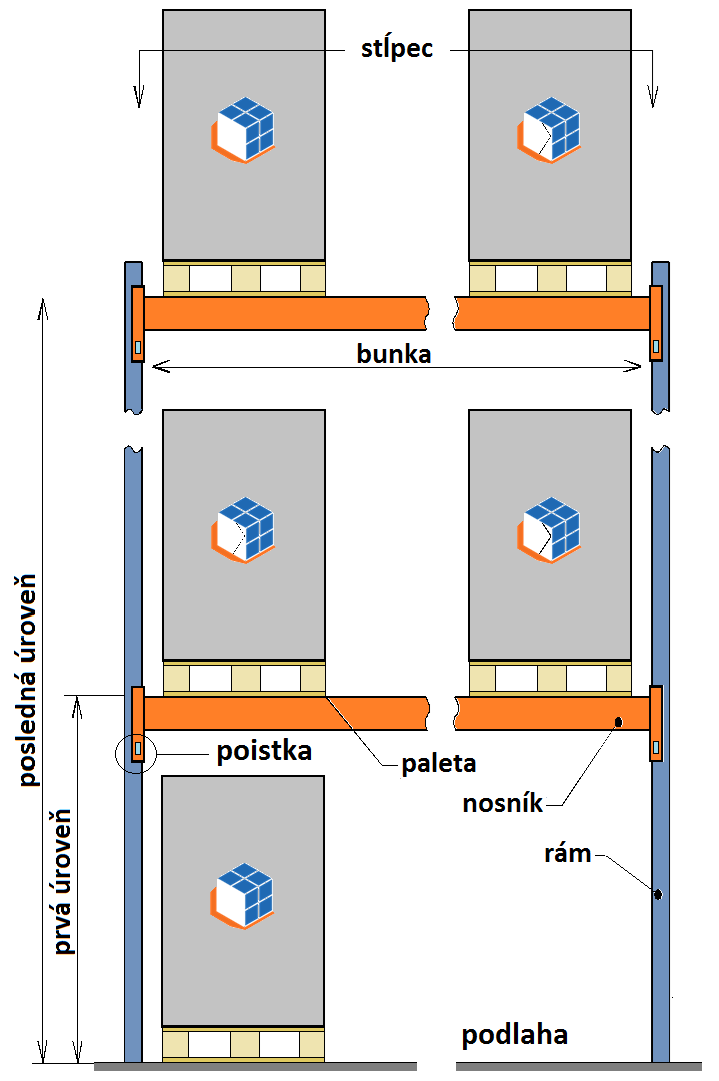 stĺpec
bunka
posledná úroveň
poistka
paleta
nosník
prvá úroveň
rám
podlaha